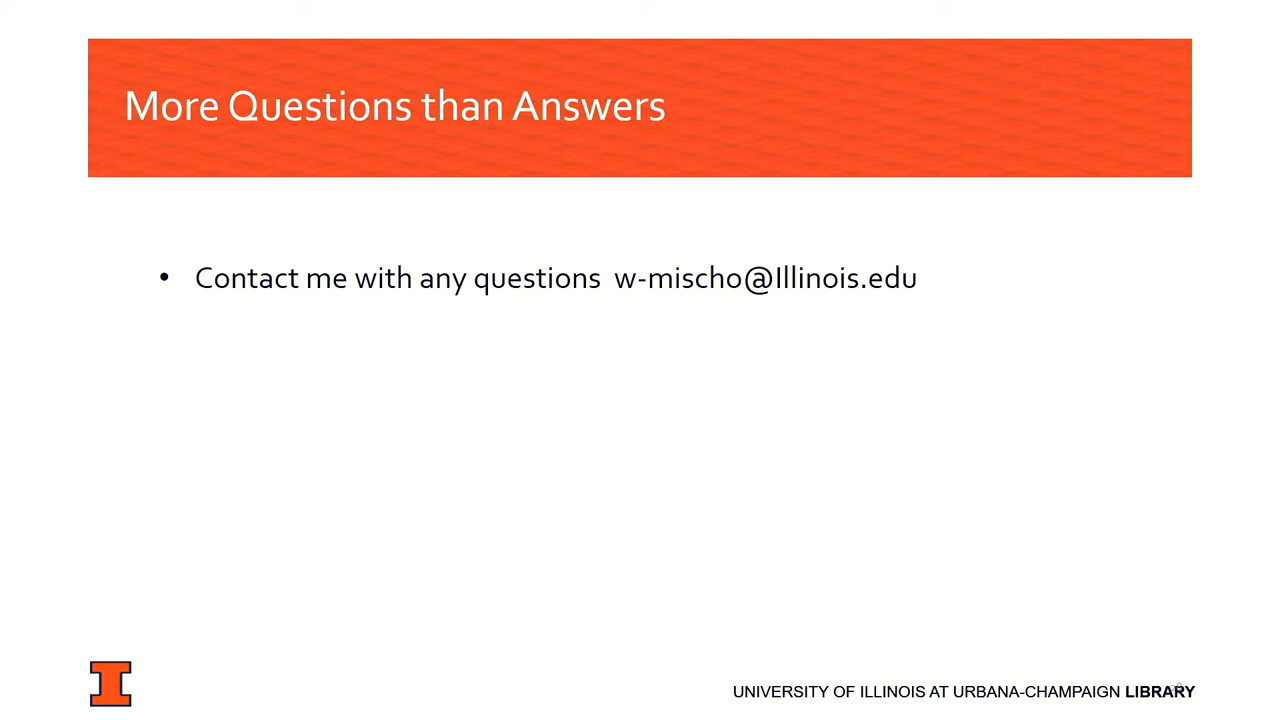 More Questions than Answers
• Contact me with any questions w-mischo@Illinois.edu
I
UNIVERSITY OF ILLINOIS AT URBANA-CHAMPAIGN LIBRARY